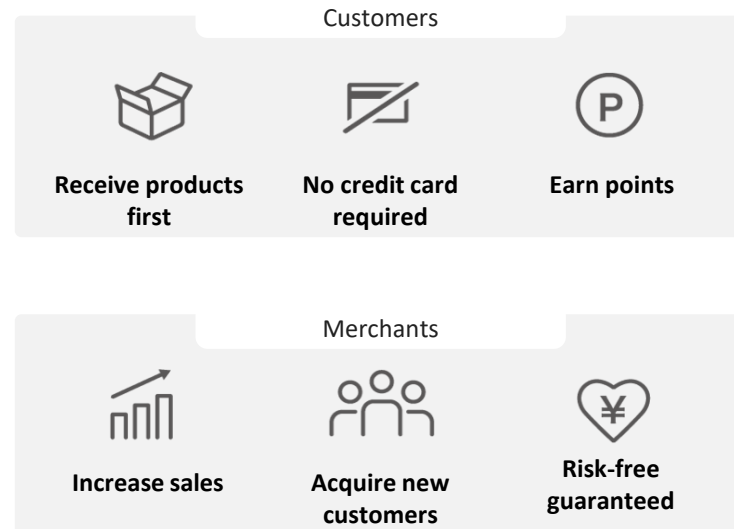 Customers
P
Receive products
first
No credit card
required
Earn points
Merchants
¥
Increase sales
Acquire new
customers
Risk-free
guaranteed